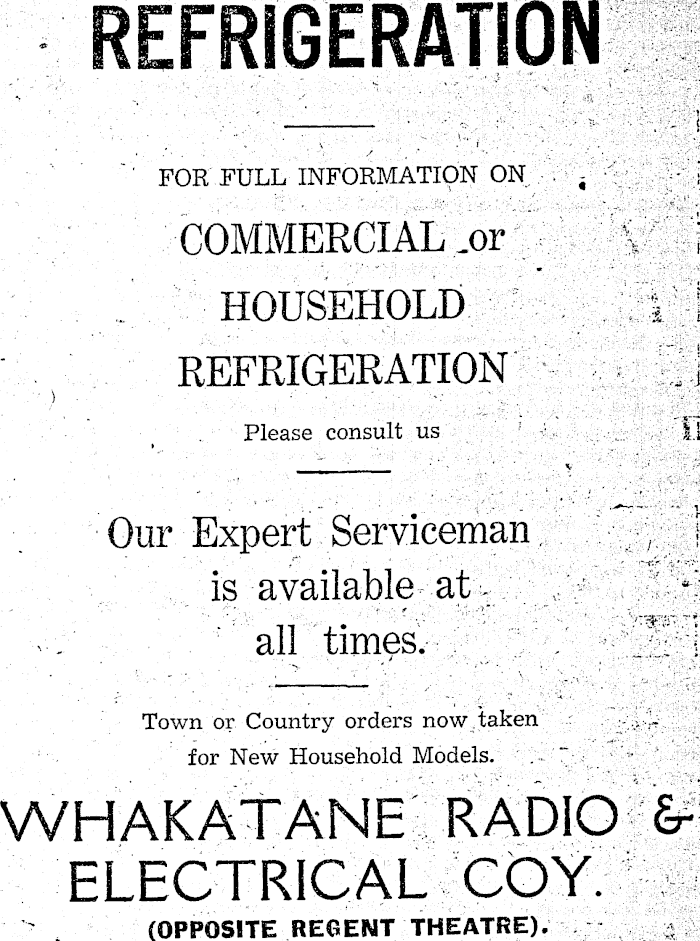 REFRIGERATION
FOR FULL INFORMATION ON
COMMERCIAL or
HOUSEHOLD
REFRIGERATION
Please consult us
Our Expert Serviceman
is available at
all times.
Town or Country orders now taken
for New Household Models.
WHAKATANE RADIO &
ELECTRICAL COY.
(OPPOSITE REGENT THEATRE).